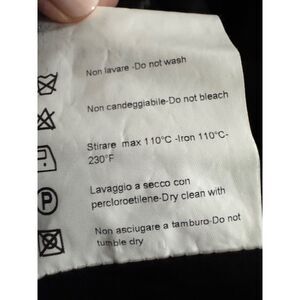 Non lavare -Do not wash
Non candeggiabile-Do not bleach
Stirare max 110°C -Iron 110°C-
230°F
P
Lavaggio a secco con
percloroetilene-Dry clean with
Non asciugare a tamburo-Do not
tumble dry